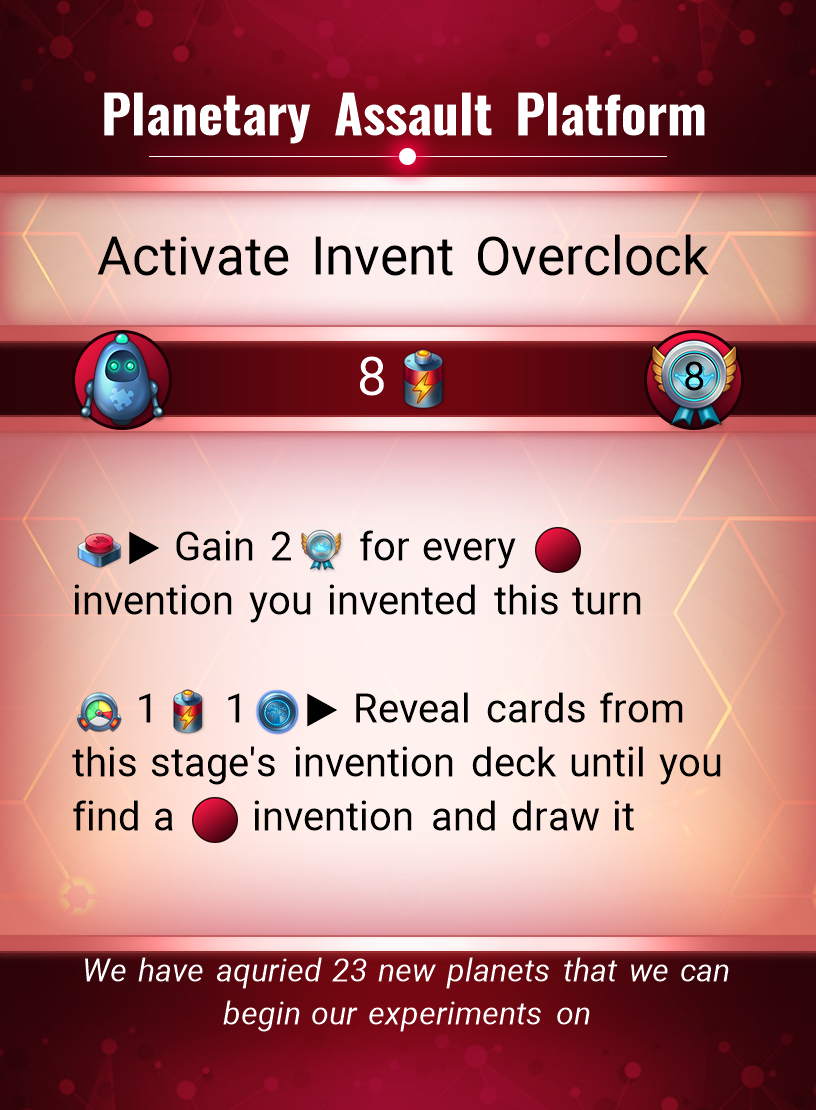 Planetary Assault Platform
Activate Invent Overclock
8 8
Gain 2 for every
invention you invented this turn
1 1 Reveal cards from
this stage's invention deck until you
find a invention and draw it
We have aquried 23 new planets that we can
begin our experiments on